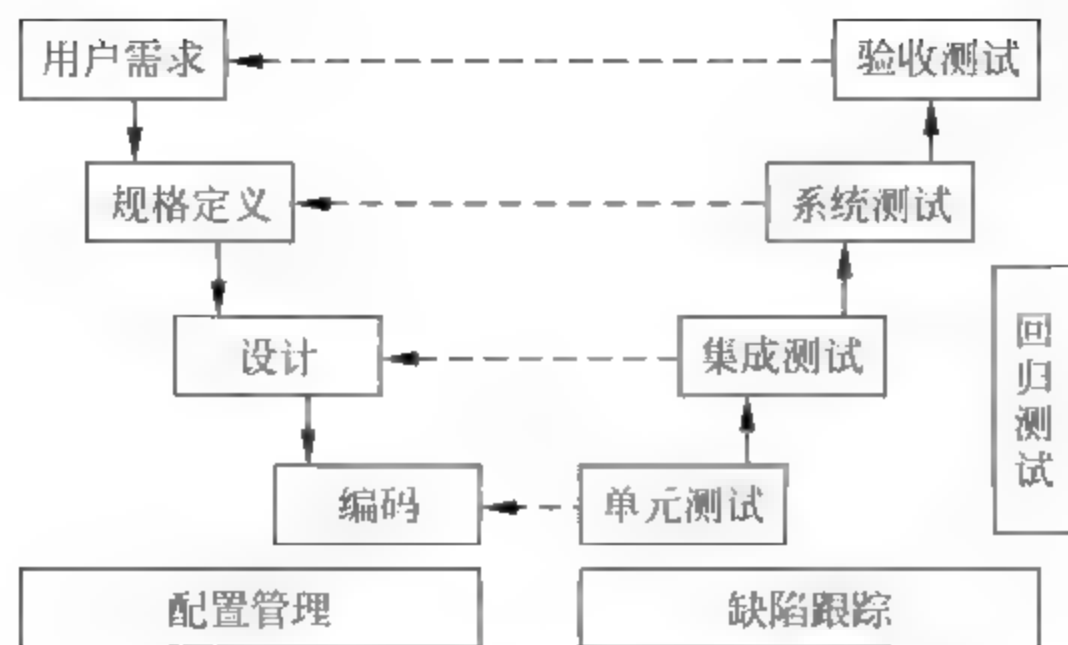 用户需求
验收测试
规格定义
系统测试
设计
集成测试
回归测试
编码
单元测试
配置管理
缺陷跟踪